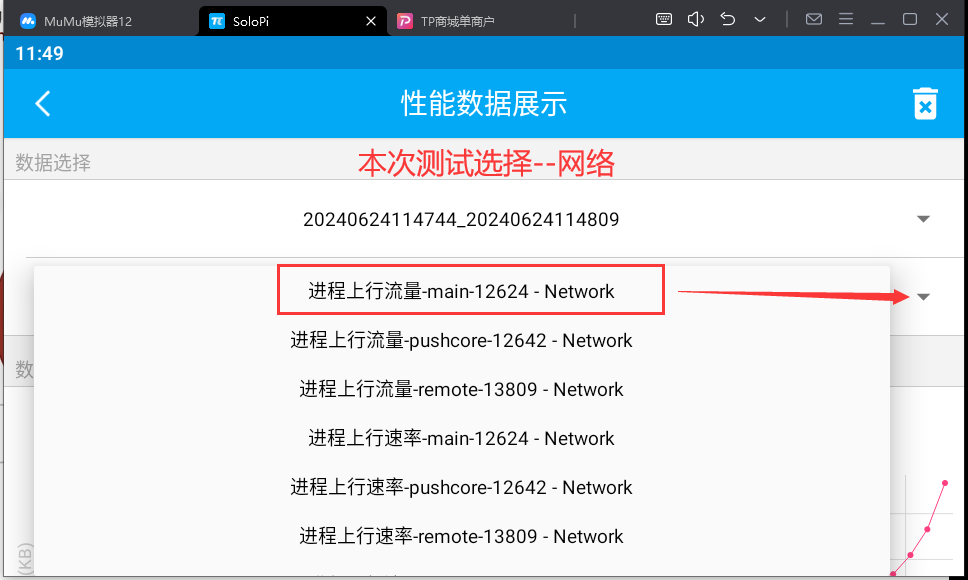 MuMu模拟器12
SoloPi
TP商城单商户
11:49
性能数据展示
数据选择
本次测试选择--网络
20240624114744_20240624114809
进程上行流量-main-12624 - Network
进程上行流量-pushcore-12642 - Network
进程上行流量-remote-13809 - Network
进程上行速率-main-12624 - Network
进程上行速率-pushcore-12642 - Network
进程上行速率-remote-13809 - Network
数
(KB)